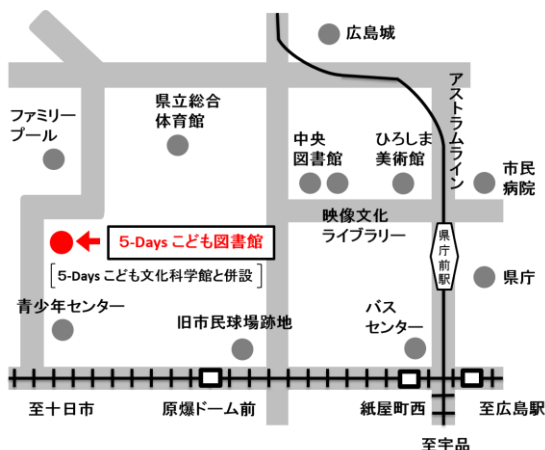 広島城
アストラムライン
ファミリー
プール
県立総合
体育館
中央
図書館
ひろしま
美術館
市民
病院
映像文化
ライブラリー
5-Days こども図書館
[5-Days こども文化科学館と併設]
県庁前駅
県庁
青少年センター
旧市民球場跡地
バス
センター
至十日市
原爆ドーム前
紙屋町西
至広島駅
至宇品